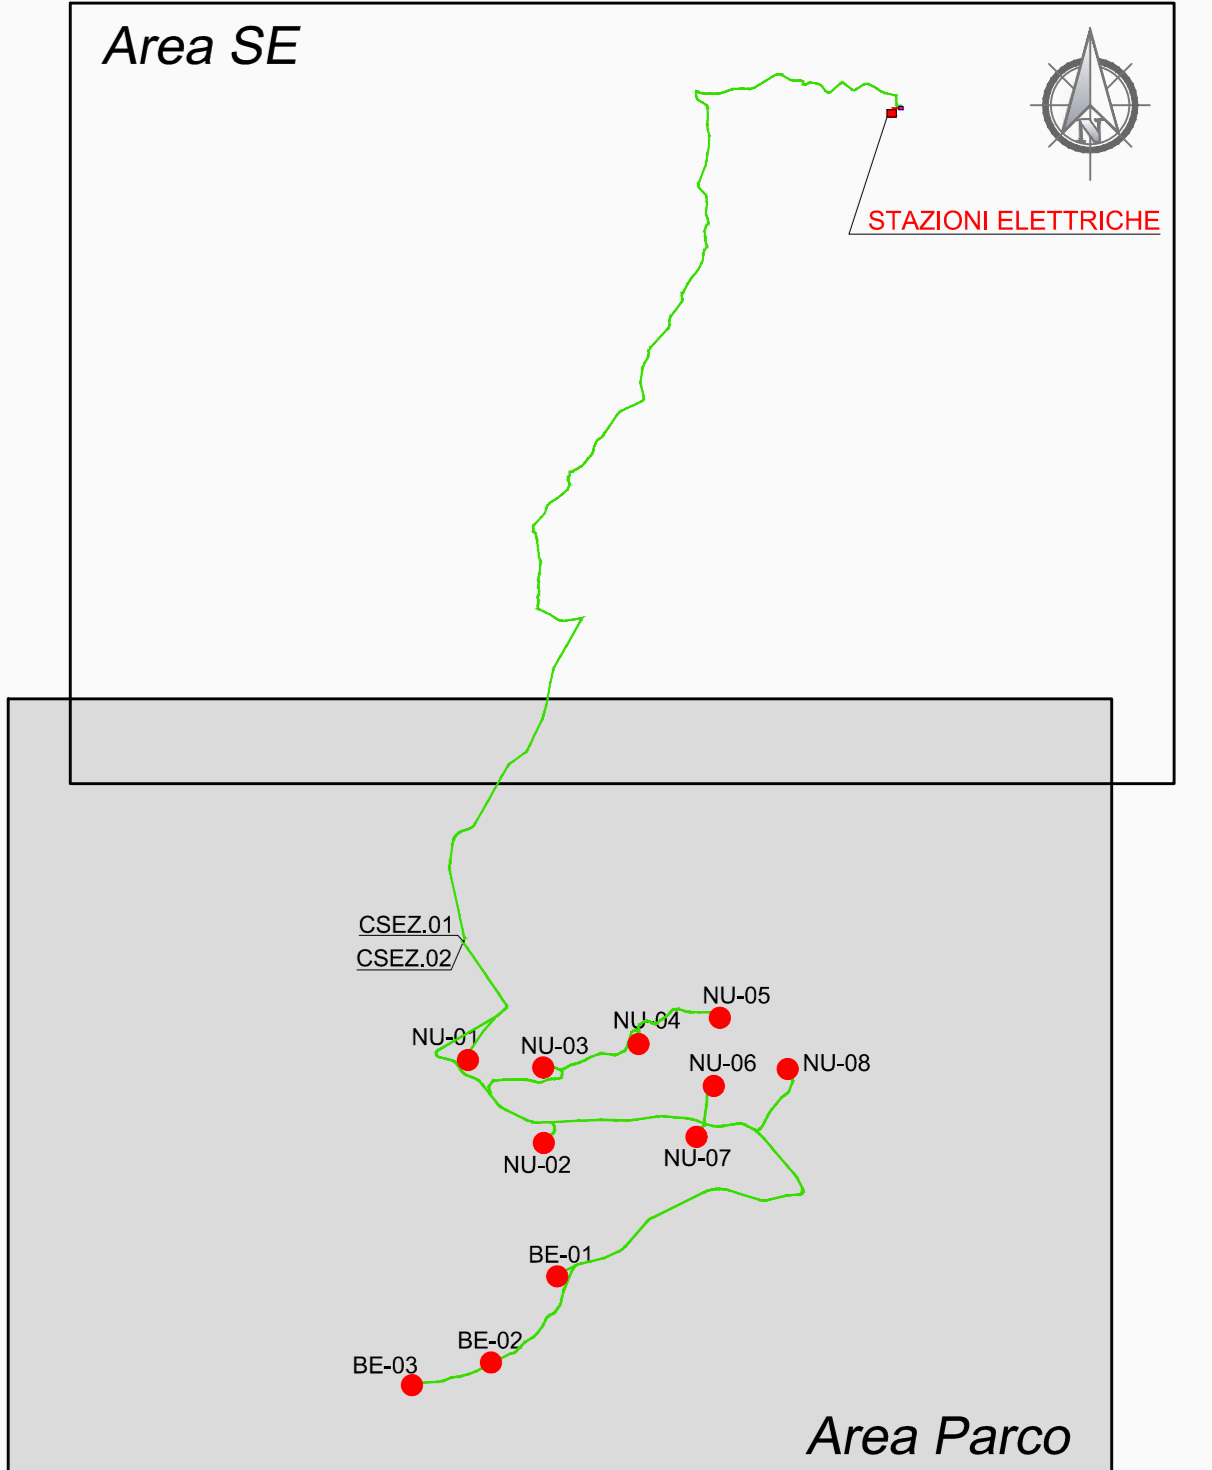 Area SE
N
STAZIONI ELETTRICHE
CSEZ.01
CSEZ.02
NU-05
NU-04
NU-01
NU-03
NU-06
NU-08
NU-02
NU-07
BE-01
BE-02
BE-03
Area Parco